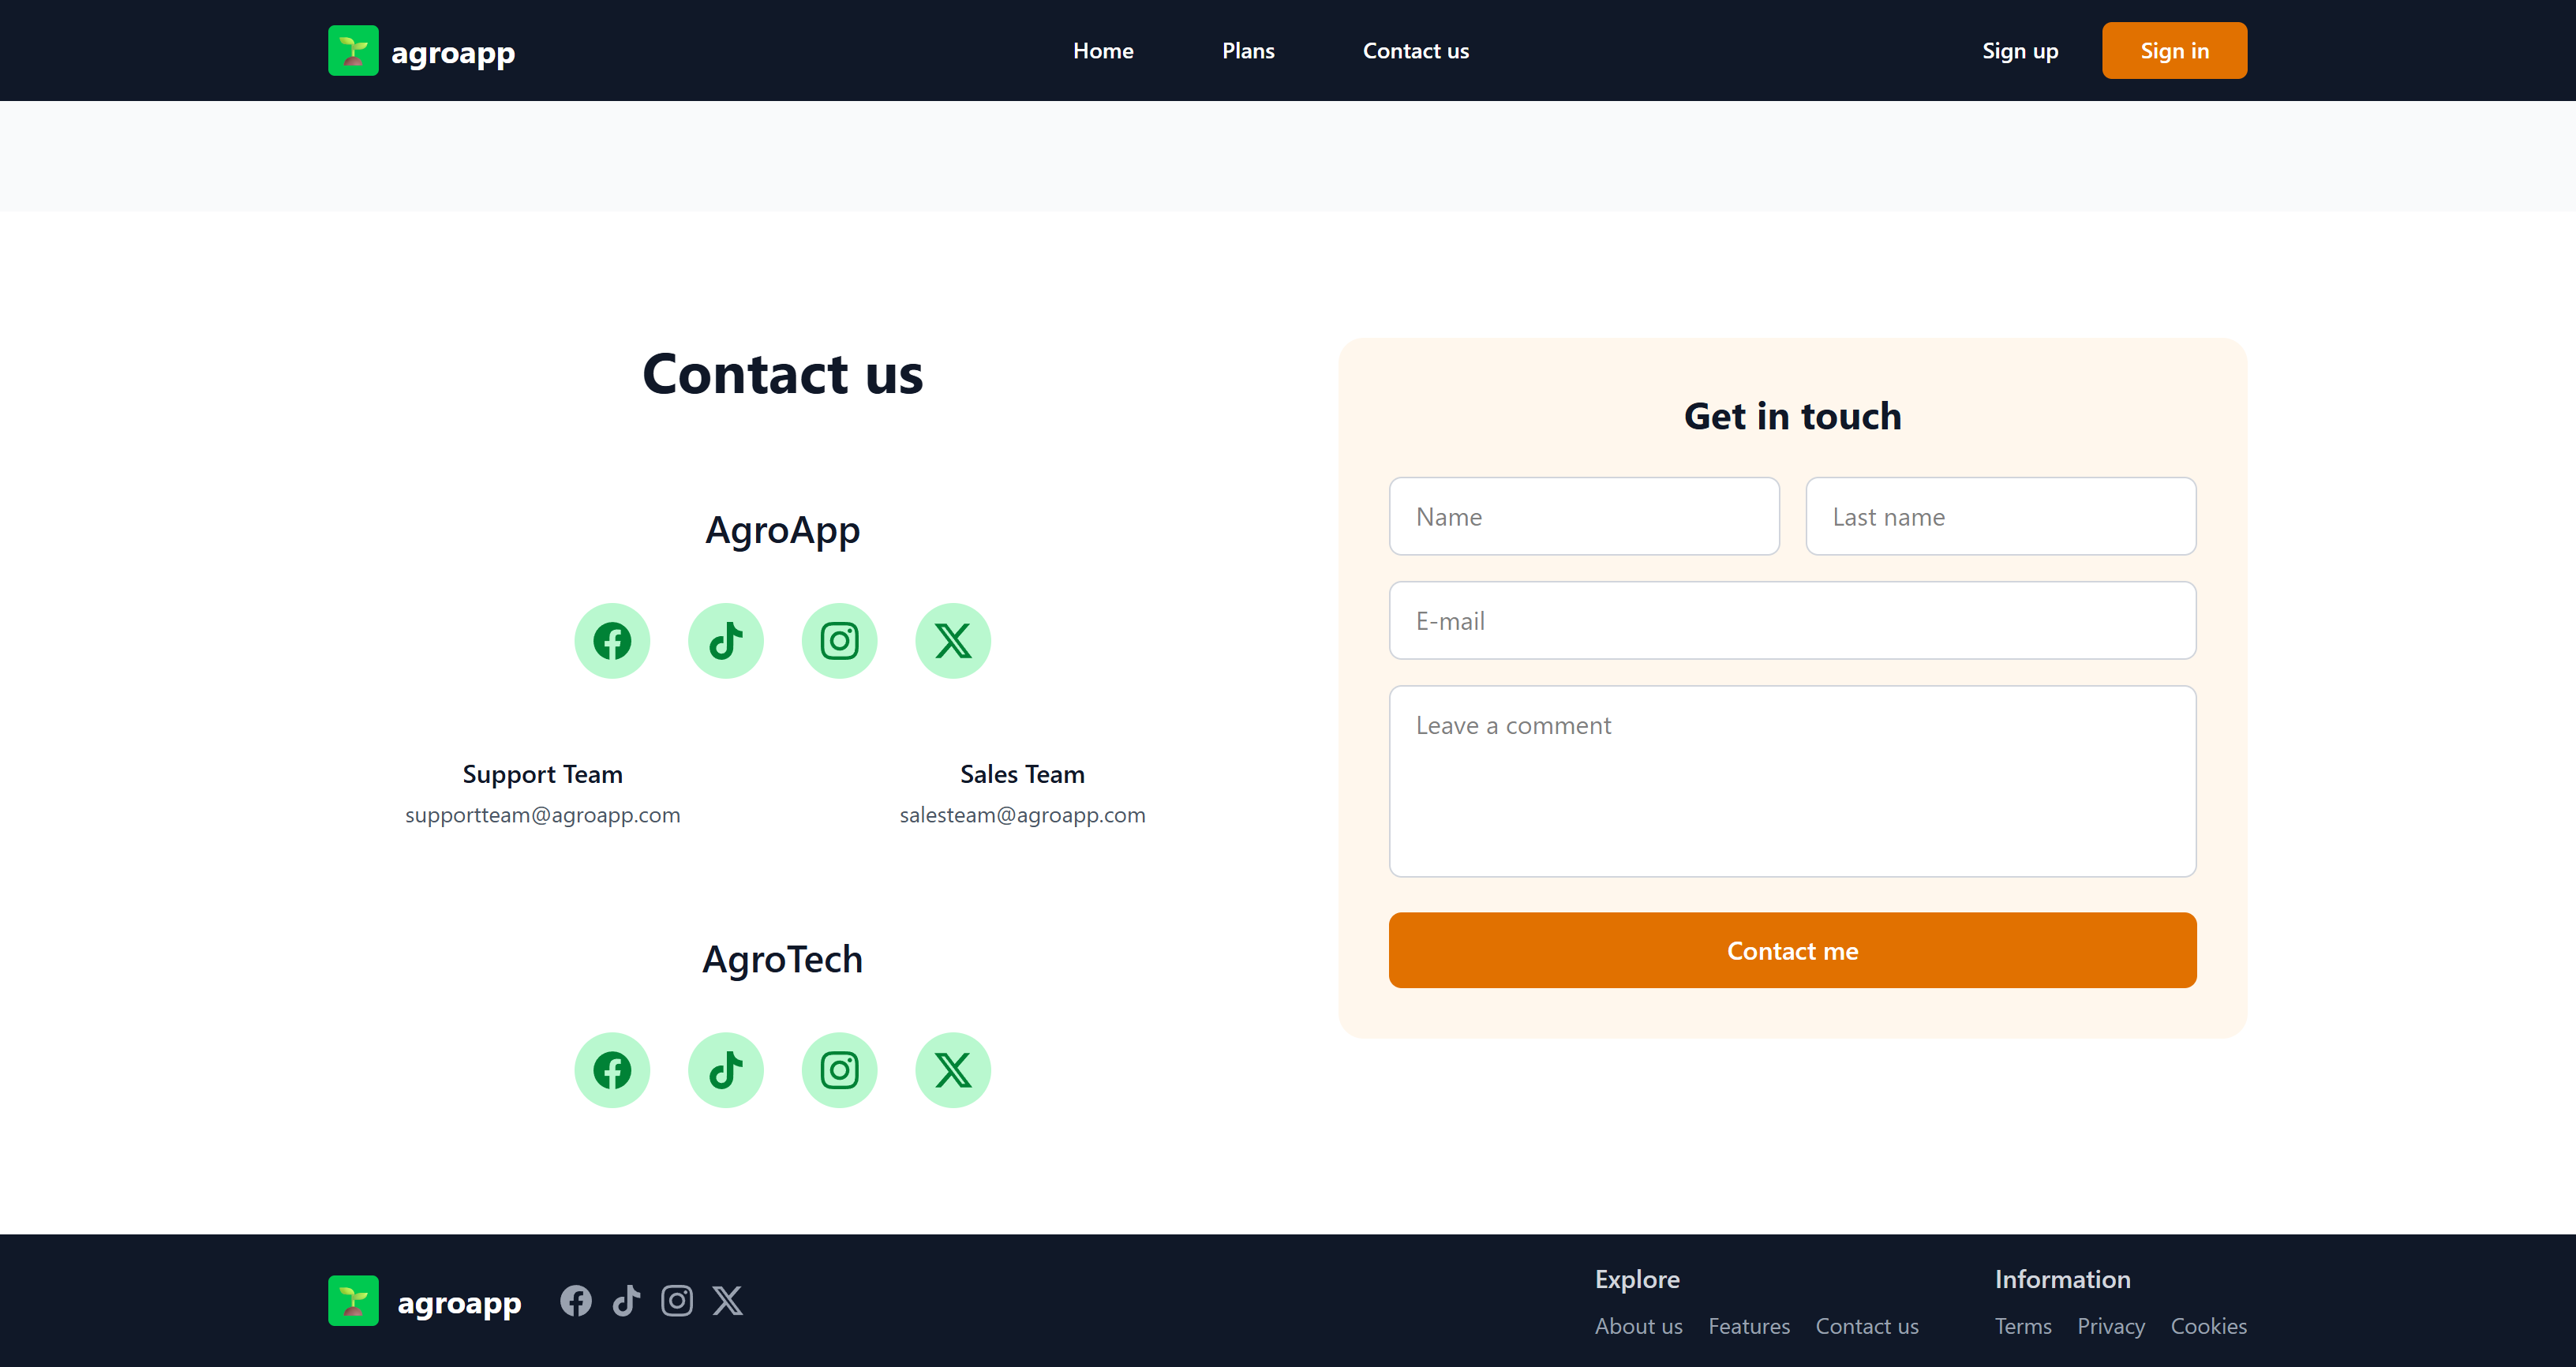 agroapp
Home Plans Contact us
Sign up Sign in
Contact us
AgroApp
Support Team
supportteam@agroapp.com
Sales Team
salesteam@agroapp.com
AgroTech
Get in touch
Name
Last name
E-mail
Leave a comment
Contact me
agroapp
Explore
About us Features Contact us
Information
Terms Privacy Cookies